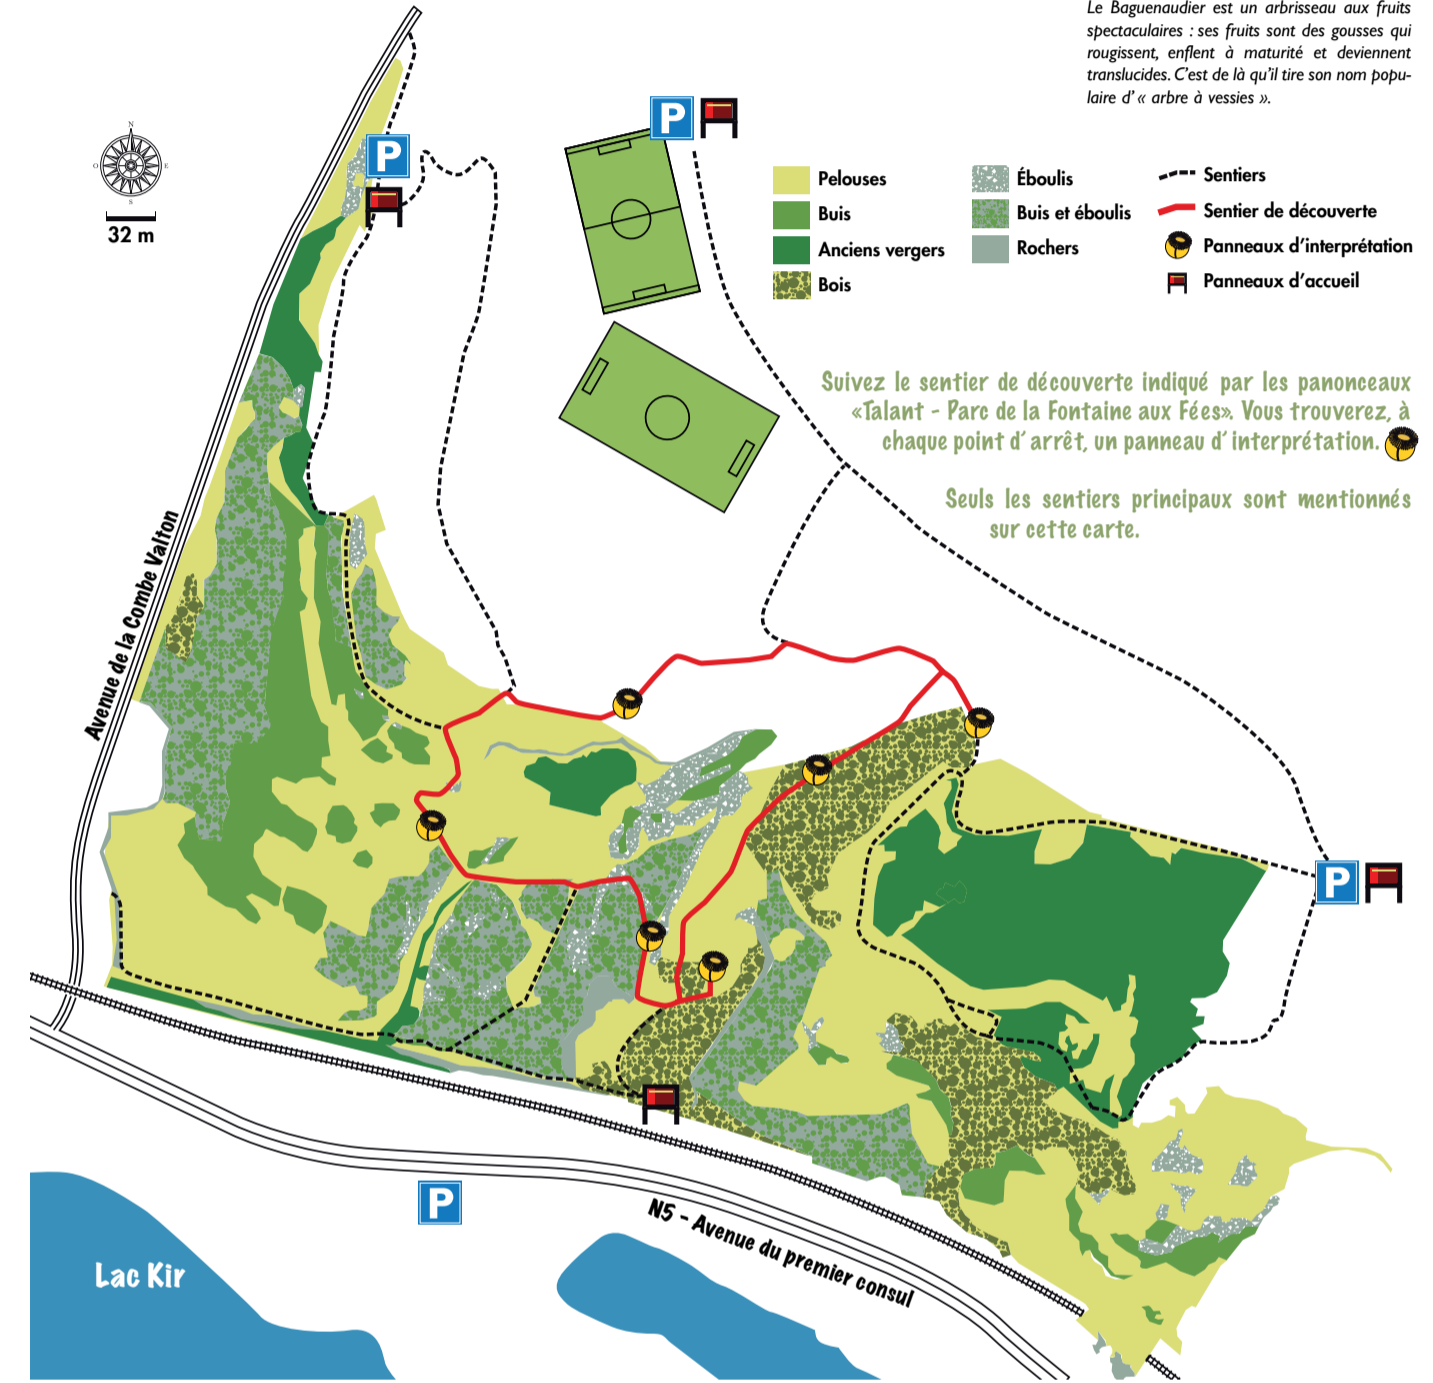 Le Baguenaudier est un arbrisseau aux fruits
spectaculaires : ses fruits sont des gousses qui
rougissent, enflent à maturité et deviennent
translucides. C’est de là qu’il tire son nom popu-
laire d’« arbre à vessies ».
P
P
N
O
E
S
32 m
Pelouses
Buis
Anciens vergers
Bois
Éboulis
Buis et éboulis
Rochers
Sentiers
Sentier de découverte
Panneaux d’interprétation
Panneaux d’accueil
Suivez le sentier de découverte indiqué par les panonceaux
«Talant - Parc de la Fontaine aux Fées». Vous trouverez, à
chaque point d’arrêt, un panneau d’interprétation.
Seuls les sentiers principaux sont mentionnés
sur cette carte.
Avenue de la Combe Valton
P
P
N5 - Avenue du premier consul
Lac Kir